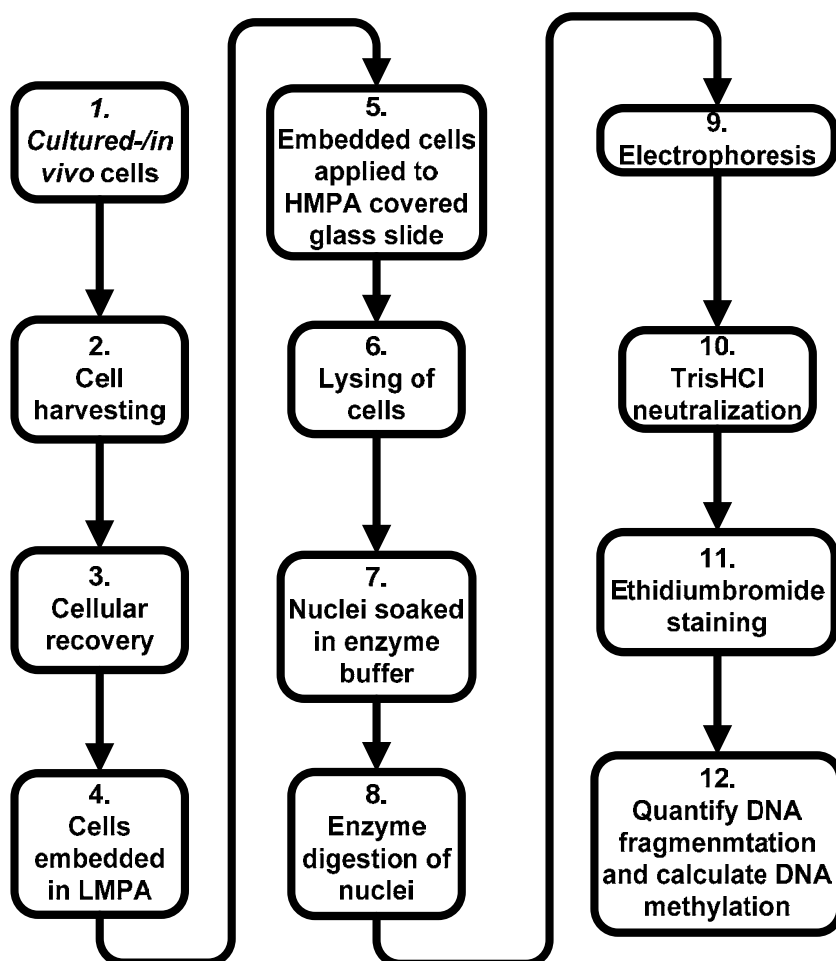 1.
Cultured-/in
vivo cells
2.
Cell
harvesting
3.
Cellular
recovery
4.
Cells
embedded
in LMPA
5.
Embedded cells
applied to
HMPA covered
glass slide
6.
Lysing of
cells
7.
Nuclei soaked
in enzyme
buffer
8.
Enzyme
digestion of
nuclei
9.
Electrophoresis
10.
TrisHCl
neutralization
11.
Ethidiumbromide
staining
12.
Quantify DNA
fragmenmtation
and calculate DNA
methylation